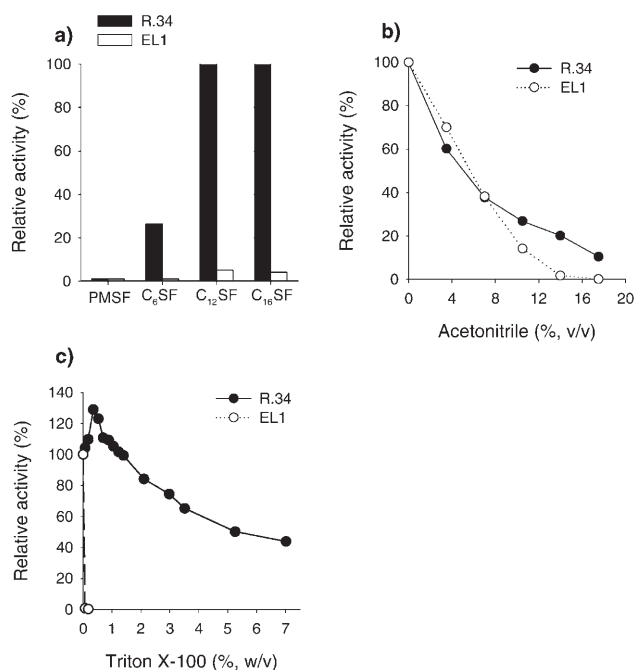 a)
R.34
EL1
Relative activity (%)
100
80
60
40
20
0
PMSF C₆SF C₁₂SF C₁₆SF
b)
R.34
EL1
Relative activity (%)
100
80
60
40
20
0
0 4 8 12 16 20
Acetonitrile (%, v/v)
c)
R.34
EL1
Relative activity (%)
140
120
100
80
60
40
20
0
0 1 2 3 4 5 6 7
Triton X-100 (%, w/v)